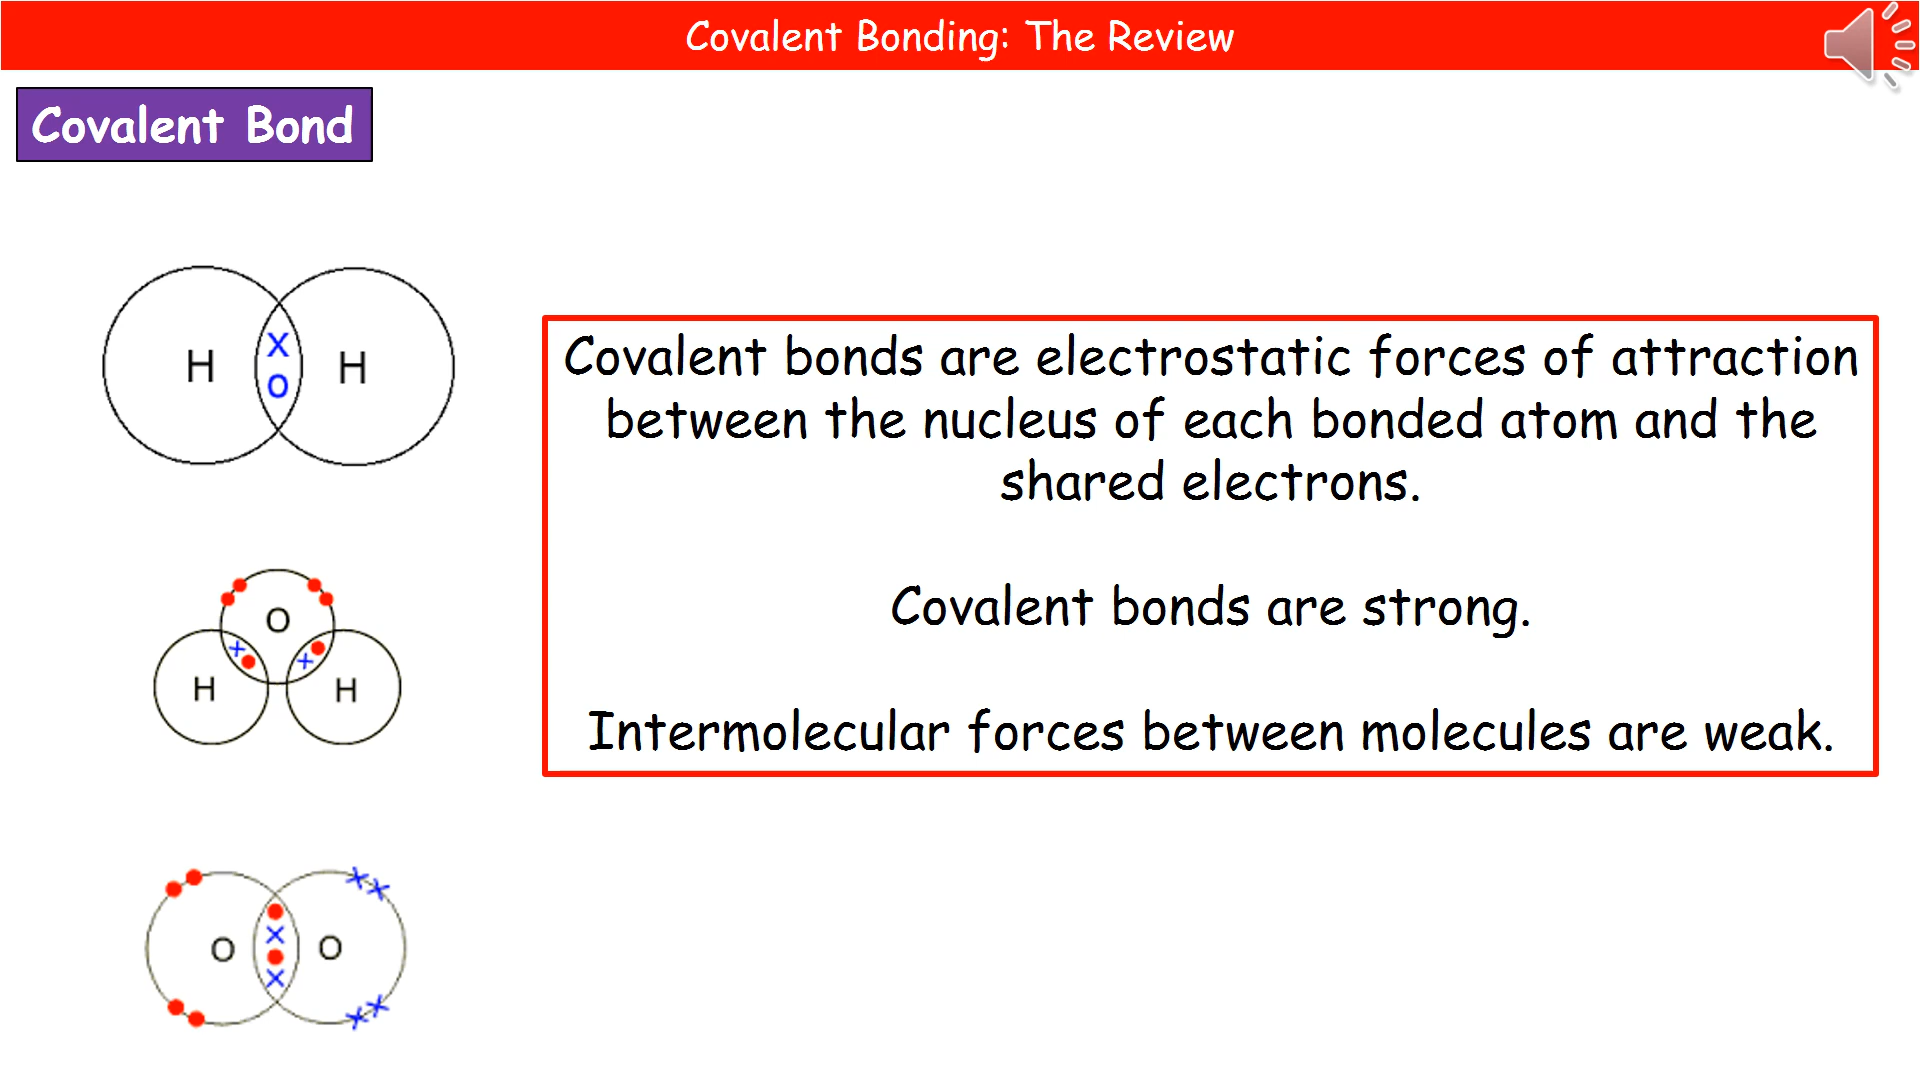 Covalent Bonding: The Review
Covalent Bond
H x o H
Covalent bonds are electrostatic forces of attraction
between the nucleus of each bonded atom and the
shared electrons.
Covalent bonds are strong.
Intermolecular forces between molecules are weak.
O
H H
O O